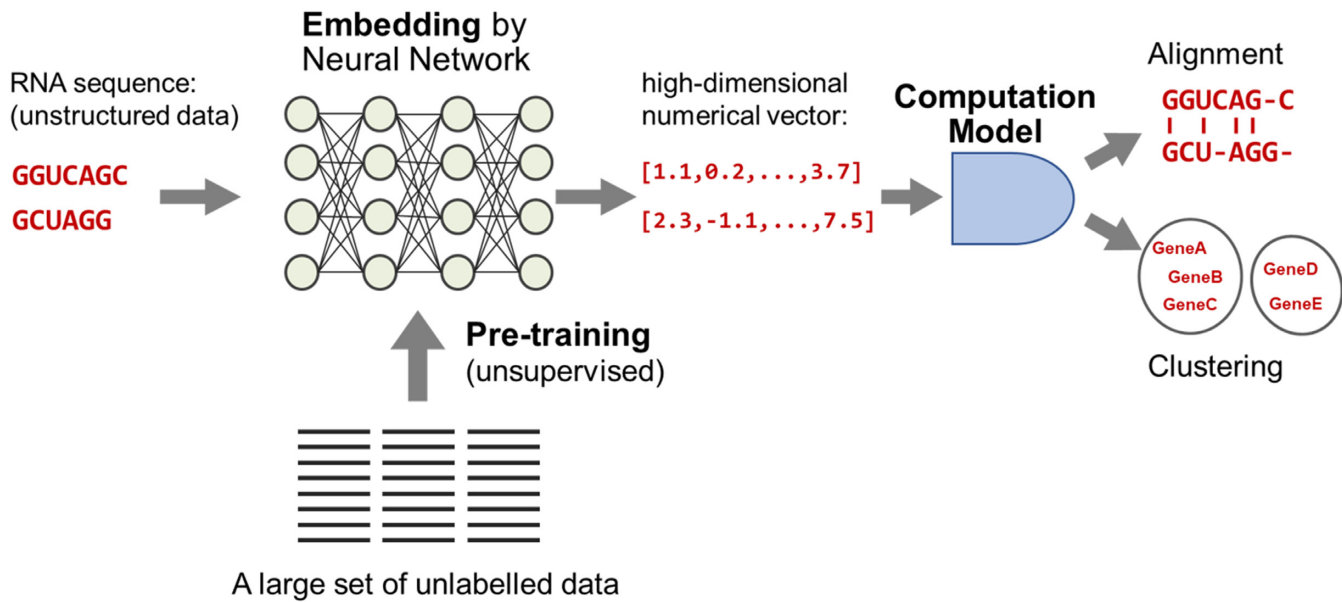 Embedding by
Neural Network
RNA sequence:
(unstructured data)
GGUCAGC
GCUAGG
high-dimensional
numerical vector:
[1.1,0.2,...,3.7]
[2.3,-1.1,...,7.5]
Computation
Model
Alignment
GGUCAG-C
GCU-AGG-
GeneA
GeneB
GeneC
GeneD
GeneE
Clustering
Pre-training
(unsupervised)
A large set of unlabelled data